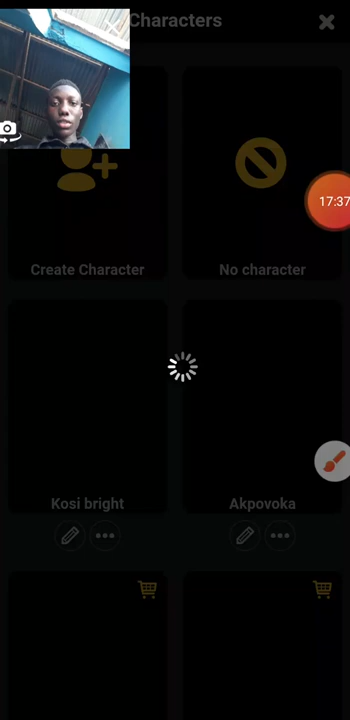 Characters
17:37
Create Character
No character
Kosi bright
Akpovoka